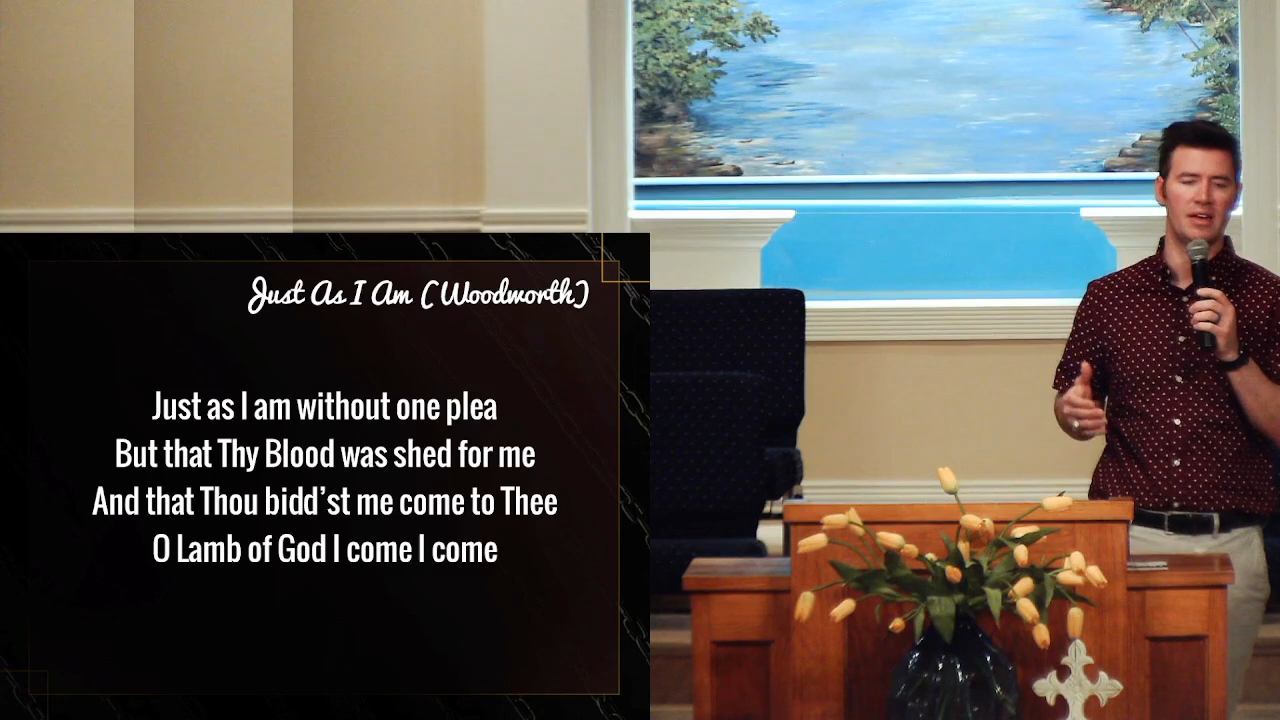 Just As I Am (Woodworth)
Just as I am without one plea
But that Thy Blood was shed for me
And that Thou bidd’st me come to Thee
O Lamb of God I come I come